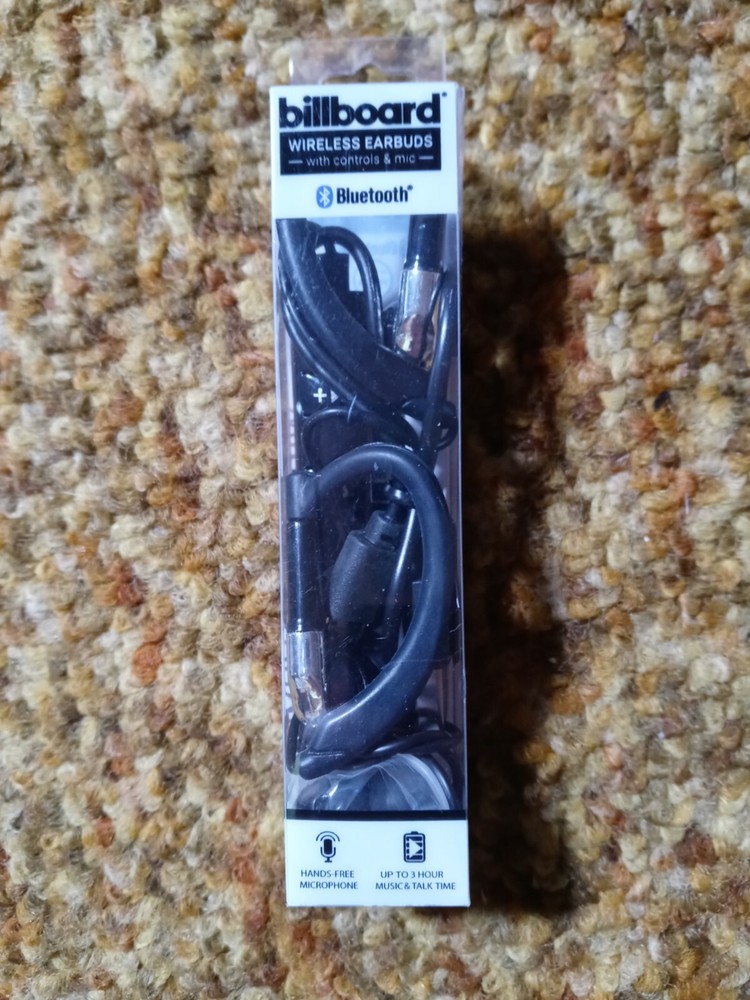 billboard®
WIRELESS EARBUDS
— with controls & mic —
Bluetooth®
+
HANDS-FREE
MICROPHONE
UP TO 3 HOUR
MUSIC & TALK TIME